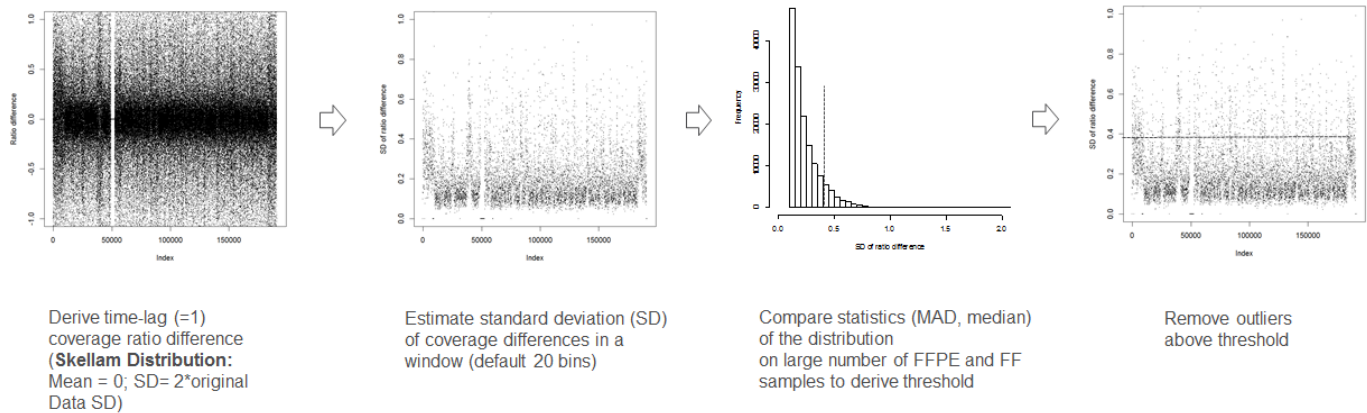 1.0
0.5
0.0
-0.5
-1.0
Ratio difference
0
50000
100000
150000
Index
1.0
0.8
0.6
0.4
0.2
0.0
SD of ratio difference
0
50000
100000
150000
Index
Frequency
0.0
0.5
1.0
1.5
2.0
SD of ratio difference
1.0
0.8
0.6
0.4
0.2
0.0
SD of ratio difference
0
50000
100000
150000
Index
Derive time-lag (=1)
coverage ratio difference
(Skellam Distribution:
Mean = 0; SD= 2*original
Data SD)
Estimate standard deviation (SD)
of coverage differences in a
window (default 20 bins)
Compare statistics (MAD, median)
of the distribution
on large number of FFPE and FF
samples to derive threshold
Remove outliers
above threshold